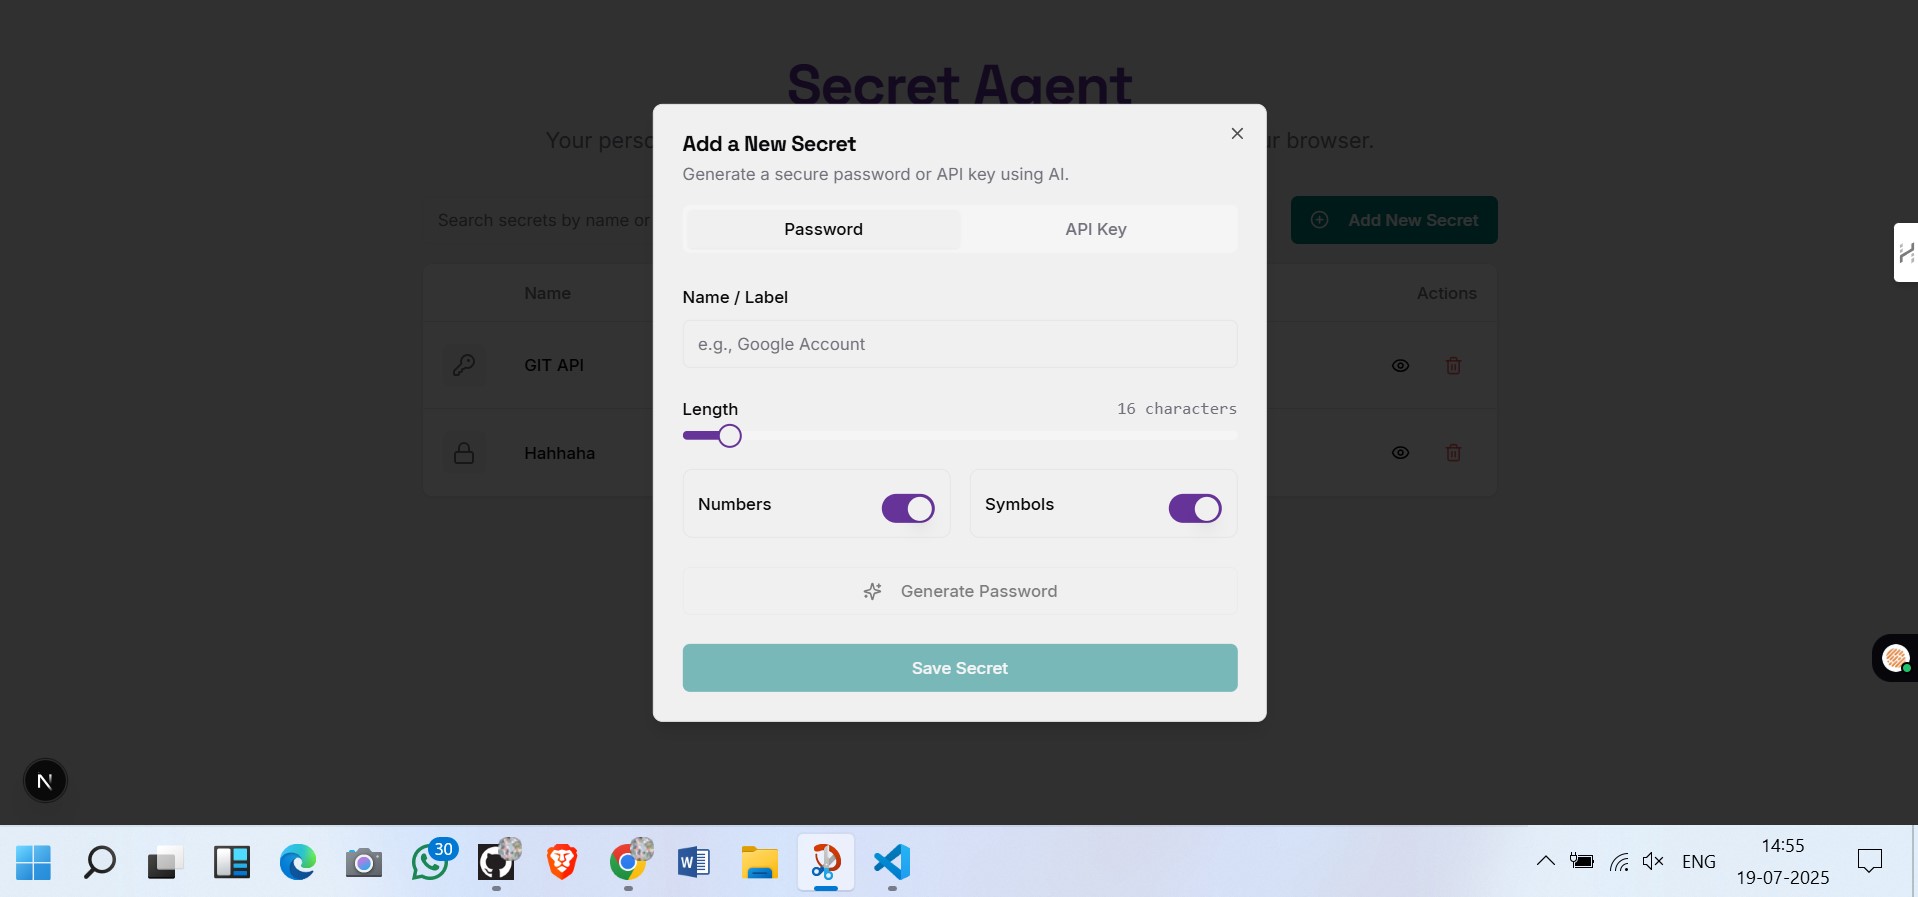 Secret Agent
Your perso
ur browser.
Add a New Secret
Generate a secure password or API key using AI.
Search secrets by name or
Add New Secret
Password
API Key
Name
Actions
Name / Label
e.g., Google Account
GIT API
Length
16 characters
Hahhaha
Numbers
Symbols
Generate Password
Save Secret
N
30
W
ENG
14:55
19-07-2025